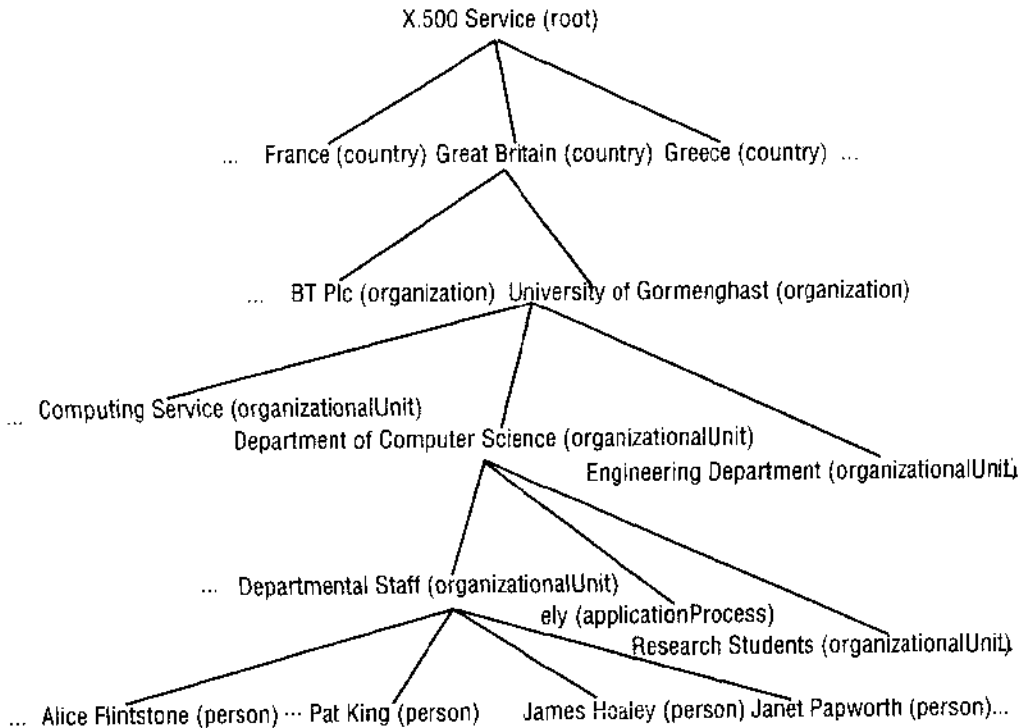 X.500 Service (root)
... France (country) Great Britain (country) Greece (country) ...
... BT Plc (organization) University of Gormenghast (organization)
... Computing Service (organizationalUnit)
Department of Computer Science (organizationalUnit)
Engineering Department (organizationalUnit)
... Departmental Staff (organizationalUnit)
ely (applicationProcess)
Research Students (organizationalUnit)
... Alice Flintstone (person) ... Pat King (person) James Healey (person) Janet Papworth (person)...